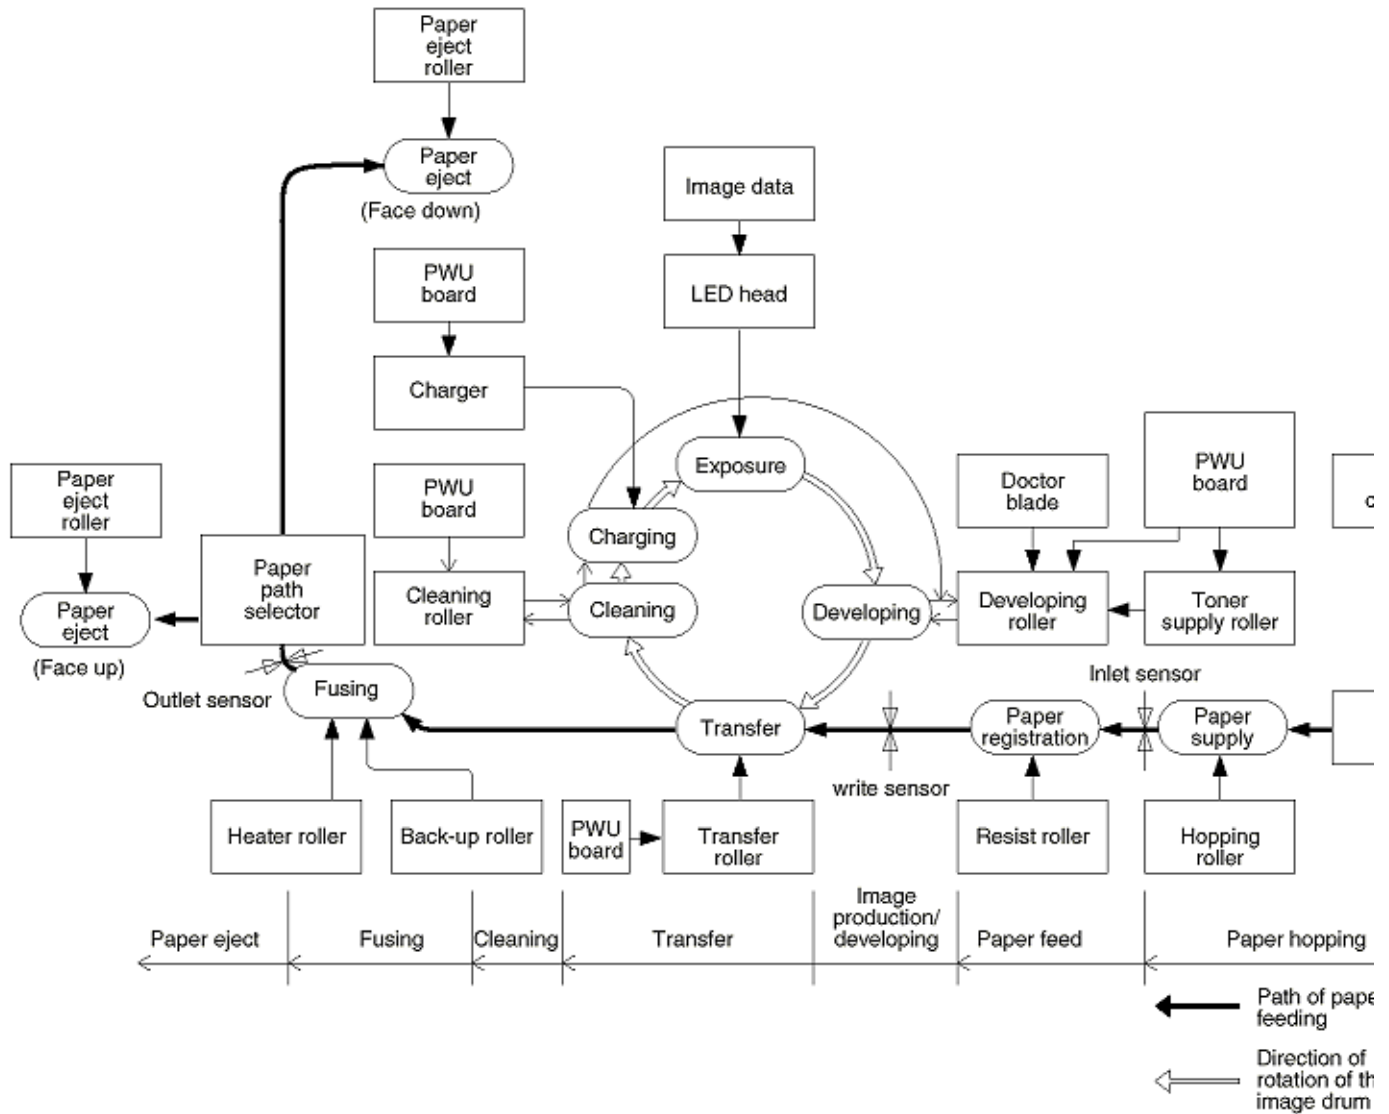 Paper
eject
roller
Paper
eject
(Face down)
Image data
PWU
board
LED head
Charger
Exposure
PWU
board
Doctor
blade
PWU
board
Paper
eject
roller
Charging
Paper
path
selector
Cleaning
roller
Cleaning
Developing
Developing
roller
Toner
supply roller
Paper
eject
(Face up)
Outlet sensor
Fusing
Inlet sensor
Transfer
Paper
registration
Paper
supply
write sensor
Heater roller
Back-up roller
PWU
board
Transfer
roller
Resist roller
Hopping
roller
Paper eject
Fusing
Cleaning
Transfer
Image
production/
developing
Paper feed
Paper hopping
Path of
feeding
Direction of
rotation of
image drum